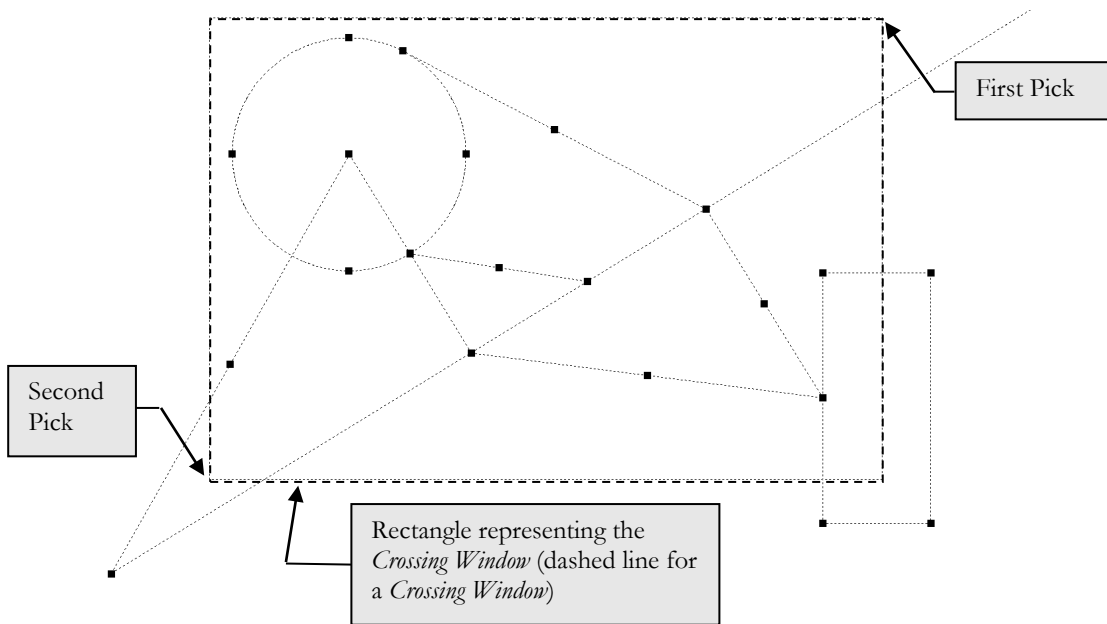 First Pick
Second
Pick
Rectangle representing the
Crossing Window (dashed line for
a Crossing Window)